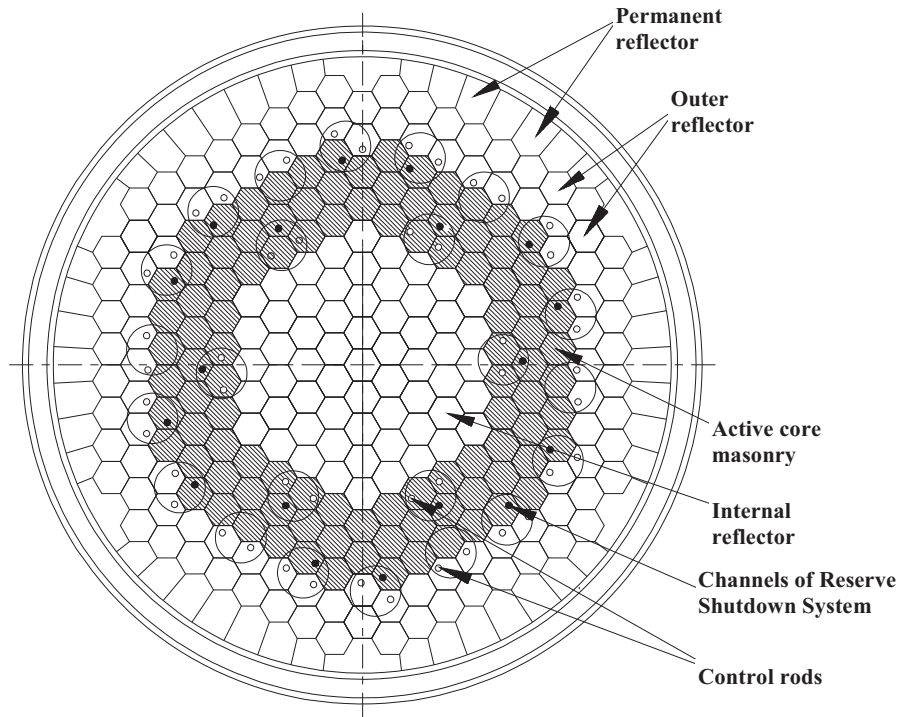 Permanent
reflector
Outer
reflector
Active core
masonry
Internal
reflector
Channels of Reserve
Shutdown System
Control rods